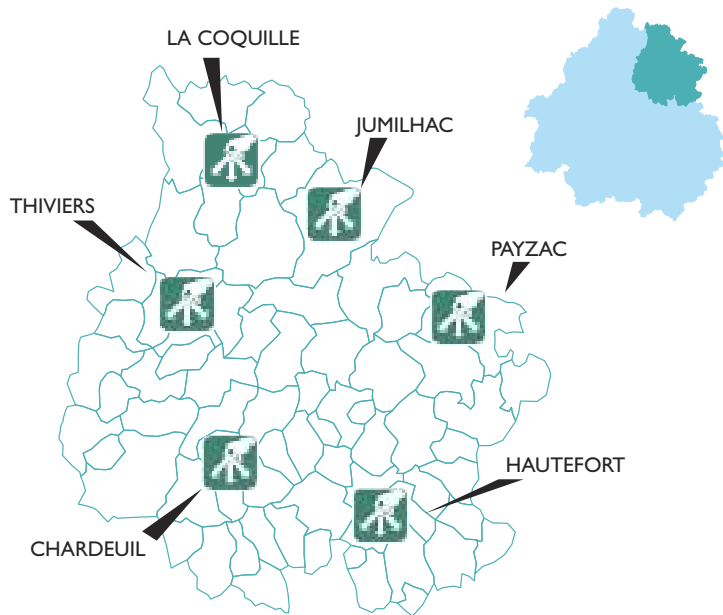 LA COQUILLE
JUMILHAC
THIVIERS
PAYZAC
HAUTEFORT
CHARDEUIL